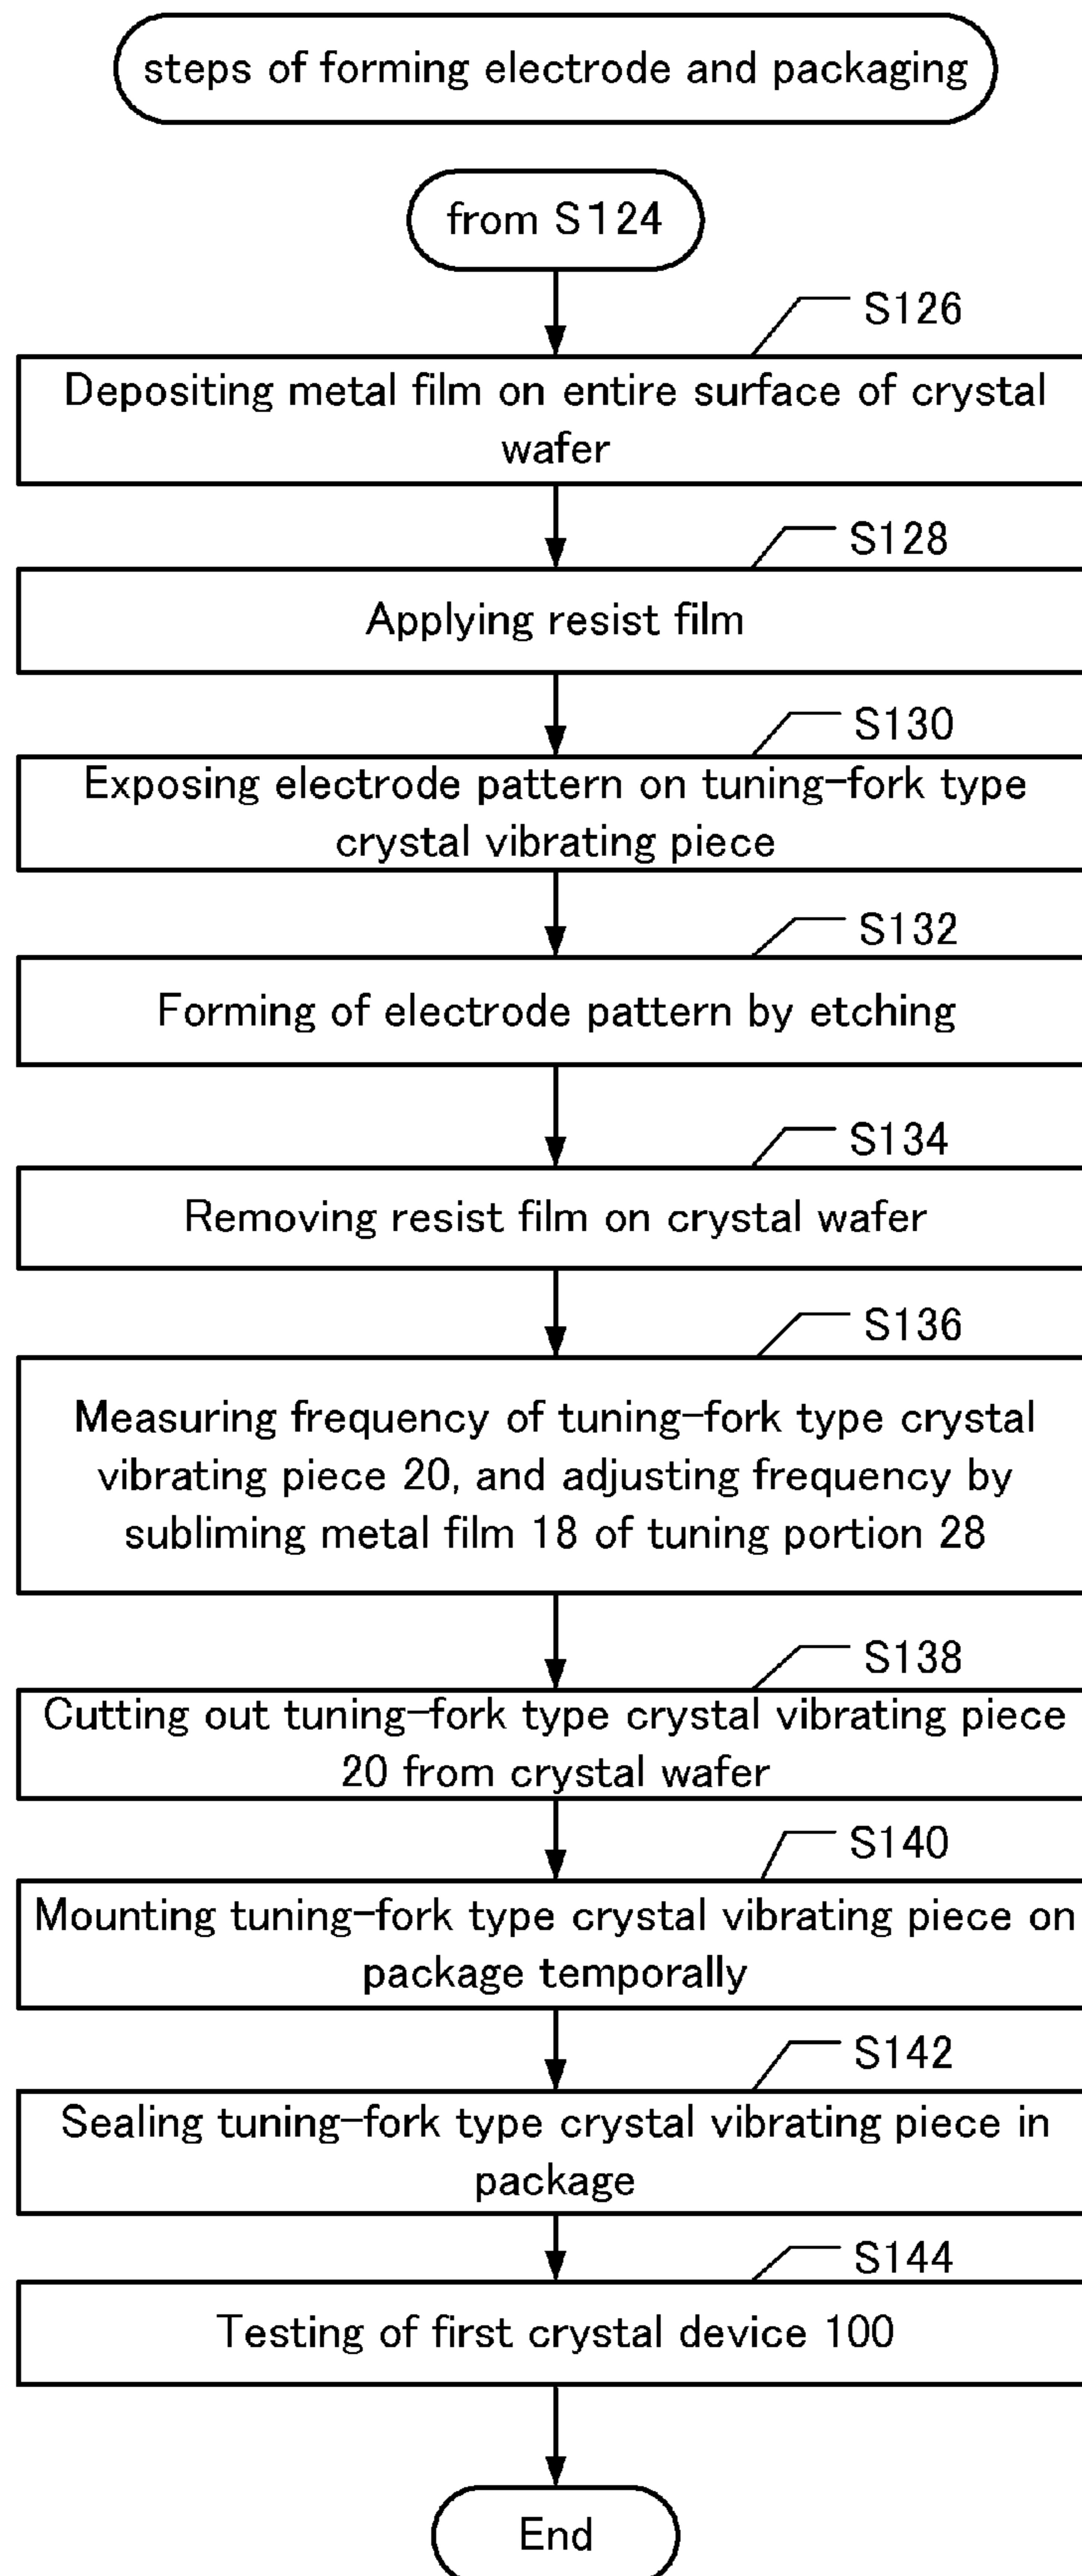 steps of forming electrode and packaging
from S124
S126
Depositing metal film on entire surface of crystal
wafer
S128
Applying resist film
S130
Exposing electrode pattern on tuning-fork type
crystal vibrating piece
S132
Forming of electrode pattern by etching
S134
Removing resist film on crystal wafer
S136
Measuring frequency of tuning-fork type crystal
vibrating piece 20, and adjusting frequency by
subliming metal film 18 of tuning portion 28
S138
Cutting out tuning-fork type crystal vibrating piece
20 from crystal wafer
S140
Mounting tuning-fork type crystal vibrating piece on
package temporally
S142
Sealing tuning-fork type crystal vibrating piece in
package
S144
Testing of first crystal device 100
End